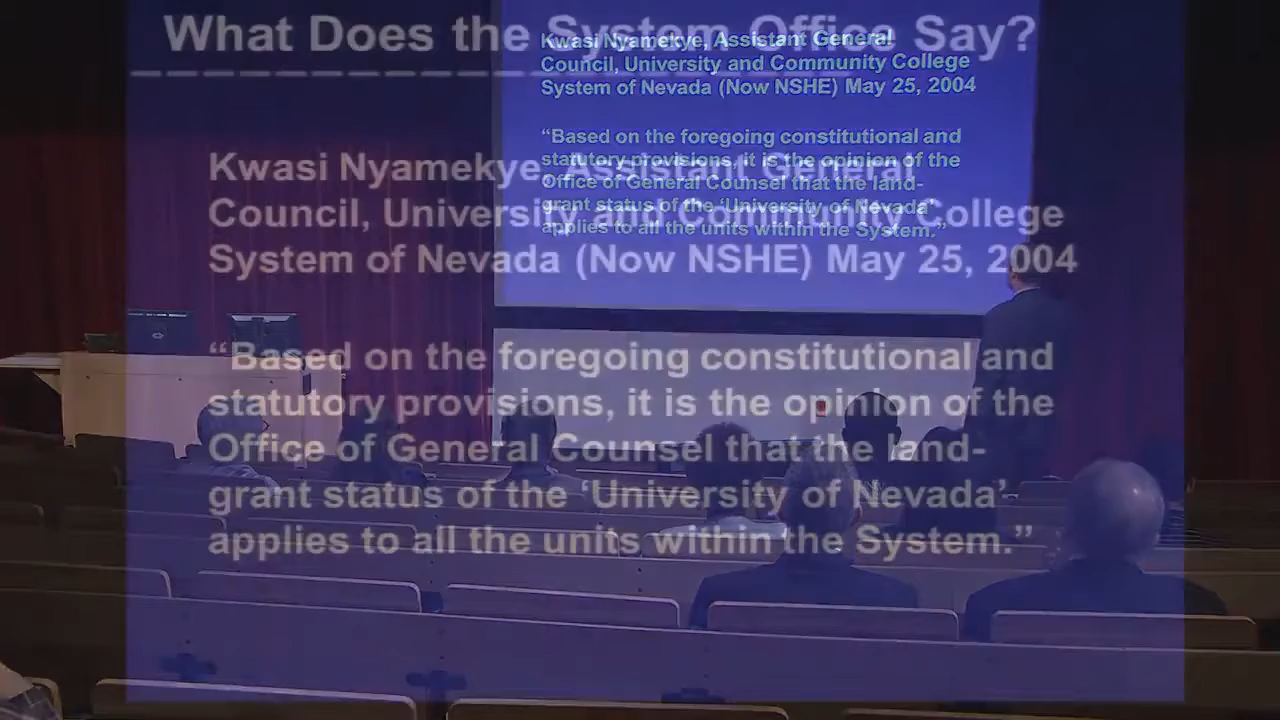 What Does the System Office Say?
Kwasi Nyamekye, Assistant General
Council, University and Community College
System of Nevada (Now NSHE) May 25, 2004
“Based on the foregoing constitutional and
statutory provisions, it is the opinion of the
Office of General Counsel that the land-
grant status of the ‘University of Nevada’
applies to all the units within the System.”
Kwasi Nyamekye, Assistant General
Council, University and Community College
System of Nevada (Now NSHE) May 25, 2004
“Based on the foregoing constitutional and
statutory provisions, it is the opinion of the
Office of General Counsel that the land-
grant status of the ‘University of Nevada’
applies to all the units within the System.”